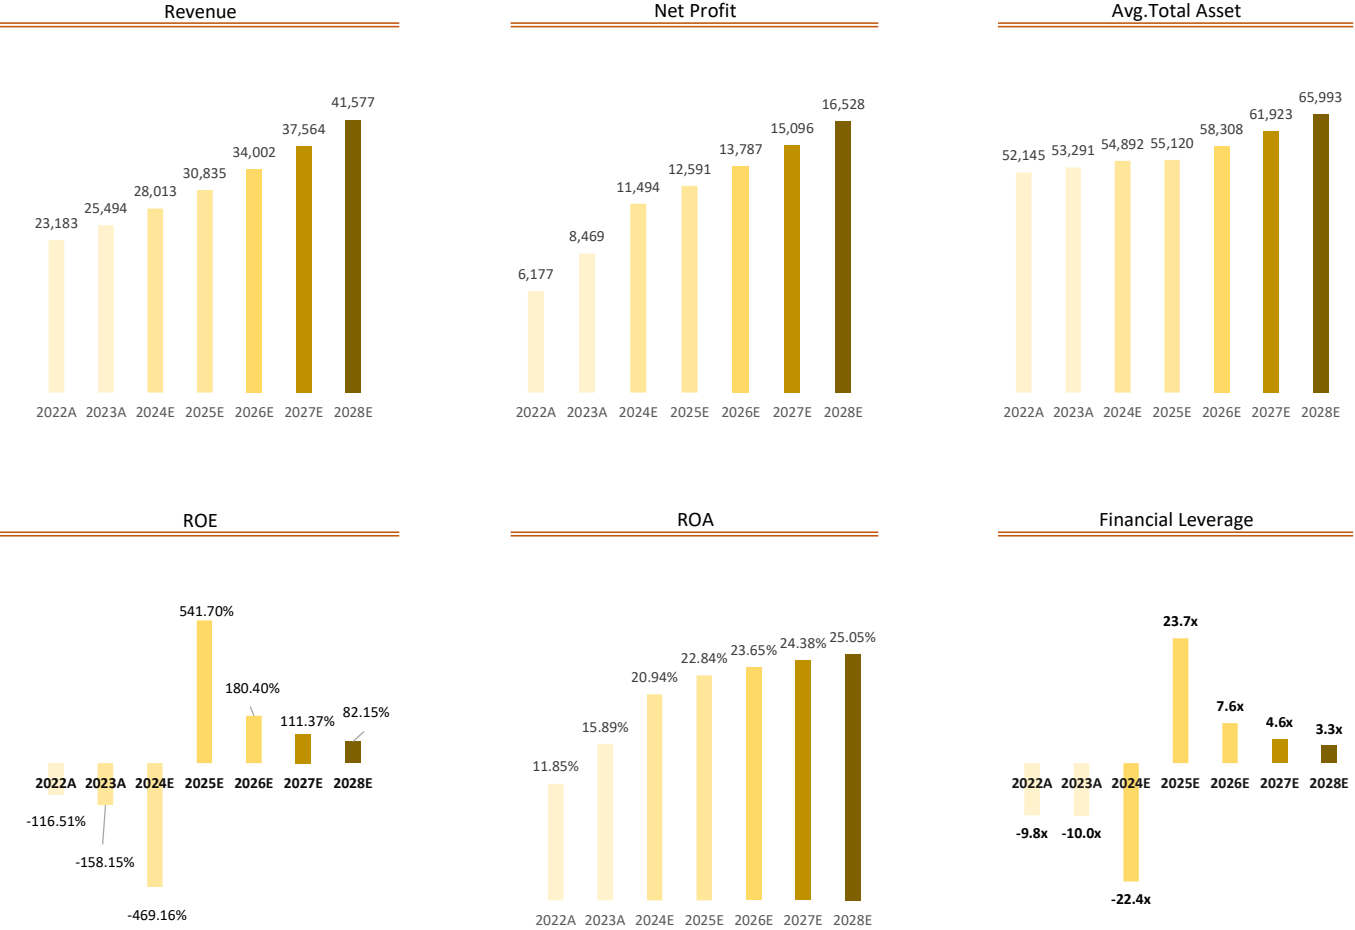 Revenue
41,577
37,564
34,002
30,835
28,013
25,494
23,183
2022A 2023A 2024E 2025E 2026E 2027E 2028E
Net Profit
16,528
15,096
13,787
12,591
11,494
8,469
6,177
2022A 2023A 2024E 2025E 2026E 2027E 2028E
Avg.Total Asset
65,993
61,923
58,308
52,145 53,291 54,892 55,120
2022A 2023A 2024E 2025E 2026E 2027E 2028E
ROE
541.70%
180.40%
111.37% 82.15%
2022A 2023A 2024E 2025E 2026E 2027E 2028E
-116.51%
-158.15%
-469.16%
ROA
22.84% 23.65% 24.38% 25.05%
20.94%
15.89%
11.85%
2022A 2023A 2024E 2025E 2026E 2027E 2028E
Financial Leverage
23.7x
7.6x
4.6x
3.3x
2022A 2023A 2024E 2025E 2026E 2027E 2028E
-9.8x -10.0x
-22.4x